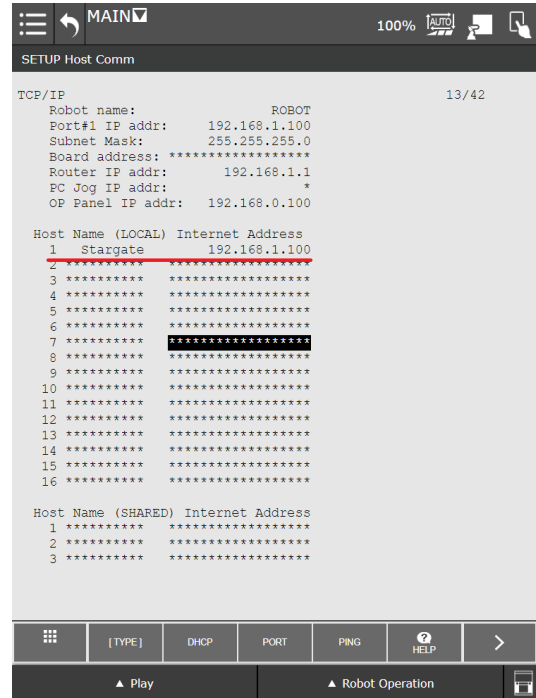 MAIN
100% AUTO
SETUP Host Comm
TCP/IP 13/42
Robot name: ROBOT
Port#1 IP addr: 192.168.1.100
Subnet Mask: 255.255.255.0
Board address: ******************
Router IP addr: 192.168.1.1
PC Jog IP addr: *
OP Panel IP addr: 192.168.0.100
Host Name (LOCAL) Internet Address
1 Stargate 192.168.1.100
2 ********** ******************
3 ********** ******************
4 ********** ******************
5 ********** ******************
6 ********** ******************
7 ********** ******************
8 ********** ******************
9 ********** ******************
10 ********** ******************
11 ********** ******************
12 ********** ******************
13 ********** ******************
14 ********** ******************
15 ********** ******************
16 ********** ******************
Host Name (SHARED) Internet Address
1 ********** ******************
2 ********** ******************
3 ********** ******************
[ TYPE ] DHCP PORT PING ? HELP >
▲ Play ▲ Robot Operation